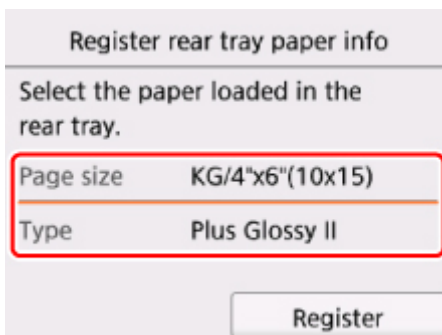 Register rear tray paper info
Select the paper loaded in the
rear tray.
Page size KG/4"x6"(10x15)
Type Plus Glossy II
Register